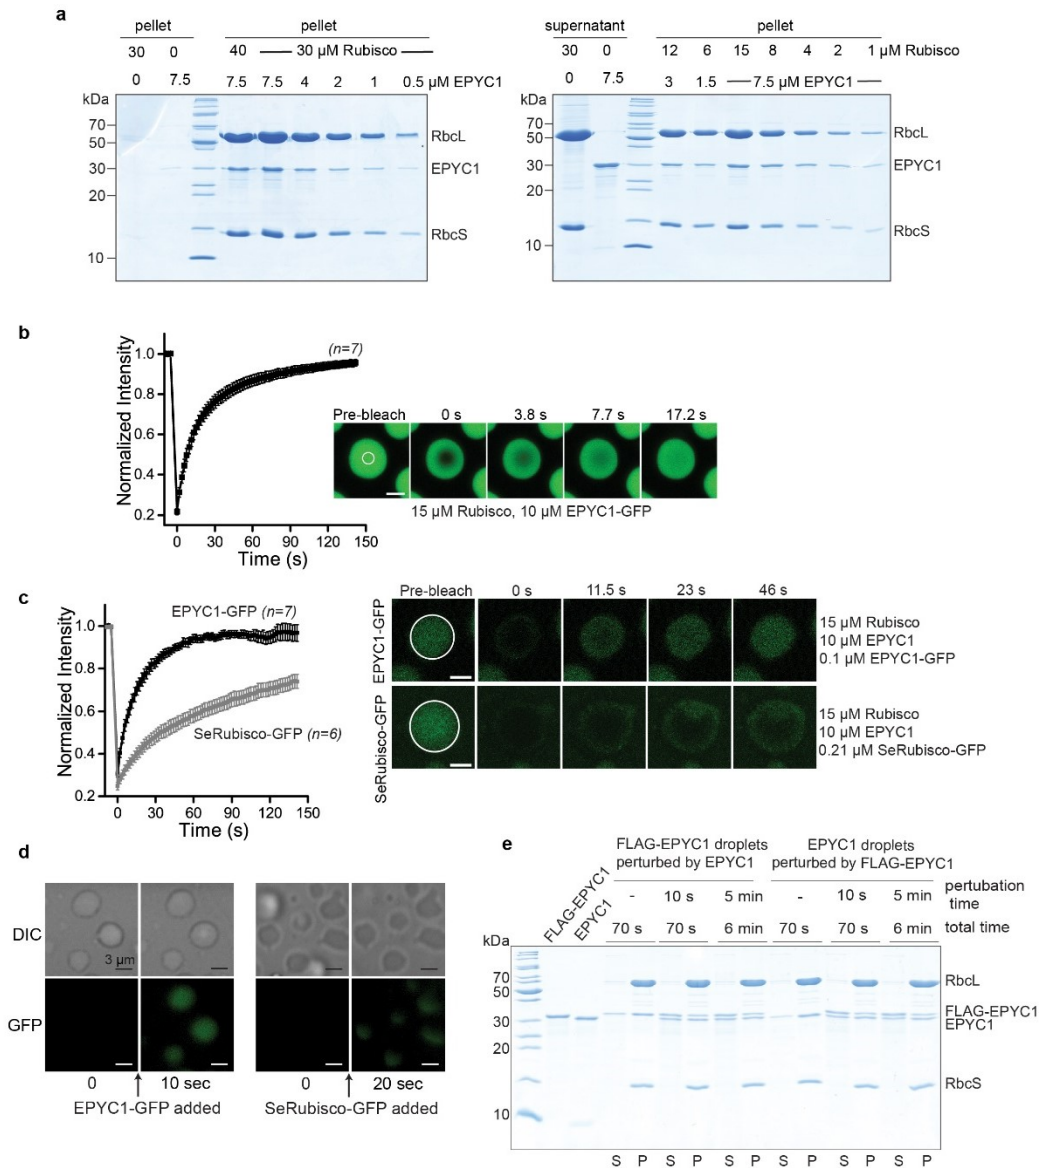 a
pellet pellet
30 0 40 30 µM Rubisco
0 7.5 7.5 7.5 4 2 1 0.5 µM EPYC1
kDa
70
50
30
20
10
RbcL
EPYC1
RbcS
supernatant pellet
30 0 12 6 15 8 4 2 1 µM Rubisco
0 7.5 3 1.5 7.5 µM EPYC1
kDa
70
50
30
20
10
RbcL
EPYC1
RbcS
b
Normalized Intensity
1.0
0.8
0.6
0.4
0.2
(n=7)
0 30 60 90 120 150
Time (s)
Pre-bleach 0 s 3.8 s 7.7 s 17.2 s
15 µM Rubisco, 10 µM EPYC1-GFP
c
Normalized Intensity
1.0
0.8
0.6
0.4
0.2
EPYC1-GFP (n=7)
SeRubisco-GFP (n=6)
0 30 60 90 120 150
Time (s)
Pre-bleach 0 s 11.5 s 23 s 46 s
EPYC1-GFP
15 µM Rubisco
10 µM EPYC1
0.1 µM EPYC1-GFP
SeRubisco-GFP
15 µM Rubisco
10 µM EPYC1
0.21 µM SeRubisco-GFP
d
DIC
3 µm
GFP
0 10 sec
EPYC1-GFP added
0 20 sec
SeRubisco-GFP added
e
FLAG-EPYC1 droplets
perturbed by EPYC1
EPYC1 droplets
perturbed by FLAG-EPYC1
FLAG-EPYC1
EPYC1
- 10 s 5 min - 10 s 5 min pertubation
time
70 s 70 s 6 min 70 s 70 s 6 min total time
kDa
70
50
30
20
10
RbcL
FLAG-EPYC1
EPYC1
RbcS
S P S P S P S P S P S P